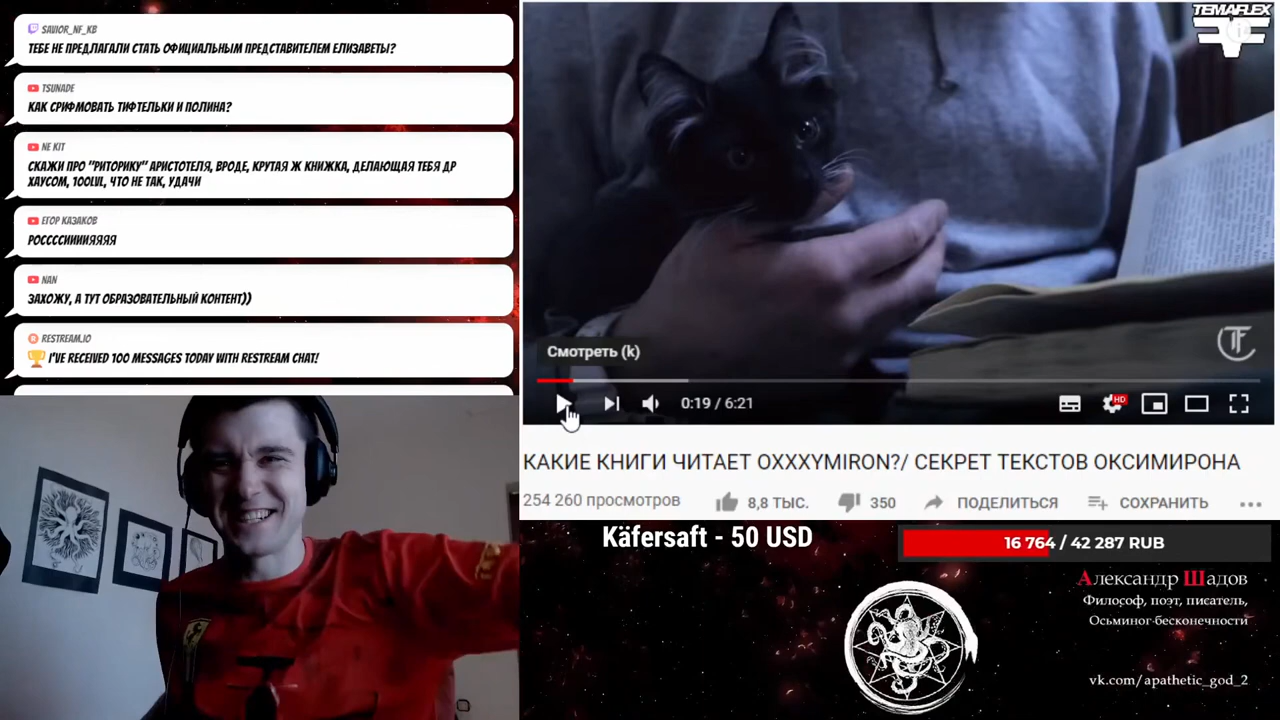 SAVIOR_NF_KB
ТЕБЕ НЕ ПРЕДЛАГАЛИ СТАТЬ ОФИЦИАЛЬНЫМ ПРЕДСТАВИТЕЛЕМ ЕЛИЗАВЕТЫ?
TSUNADE
КАК СРИФМОВАТЬ ТИФТЕЛЬКИ И ПОЛИНА?
NE KIT
СКАЖИ ПРО "РИТОРИКУ" АРИСТОТЕЛЯ, ВРОДЕ, КРУТАЯ Ж КНИЖКА, ДЕЛАЮЩАЯ ТЕБЯ ДР
ХАУСОМ, 100LVL, ЧТО НЕ ТАК, УДАЧИ
ЕГОР КАЗАКОВ
РОССССИИИИЯЯЯЯ
NAN
ЗАХОЖУ, А ТУТ ОБРАЗОВАТЕЛЬНЫЙ КОНТЕНТ))
RESTREAM.IO
I'VE RECEIVED 100 MESSAGES TODAY WITH RESTREAM CHAT!
TEMAFLEX
Смотреть (k)
TF
0:19 / 6:21
HD
КАКИЕ КНИГИ ЧИТАЕТ OXXXYMIRON?/ СЕКРЕТ ТЕКСТОВ ОКСИМИРОНА
254 260 просмотров
8,8 ТЫС.
350
ПОДЕЛИТЬСЯ
СОХРАНИТЬ
Käfersaft - 50 USD
16 764 / 42 287 RUB
Александр Шадов
Философ, поэт, писатель,
Осьминог бесконечности
vk.com/apathetic_god_2